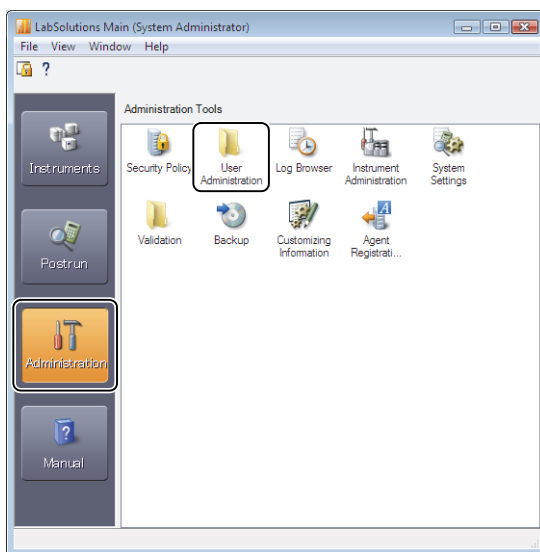 LabSolutions Main (System Administrator)
File View Window Help
?
Administration Tools
Instruments
Postrun
Administration
Manual
Security Policy
User
Administration
Log Browser
Instrument
Administration
System
Settings
Validation
Backup
Customizing
Information
Agent
Registrati...